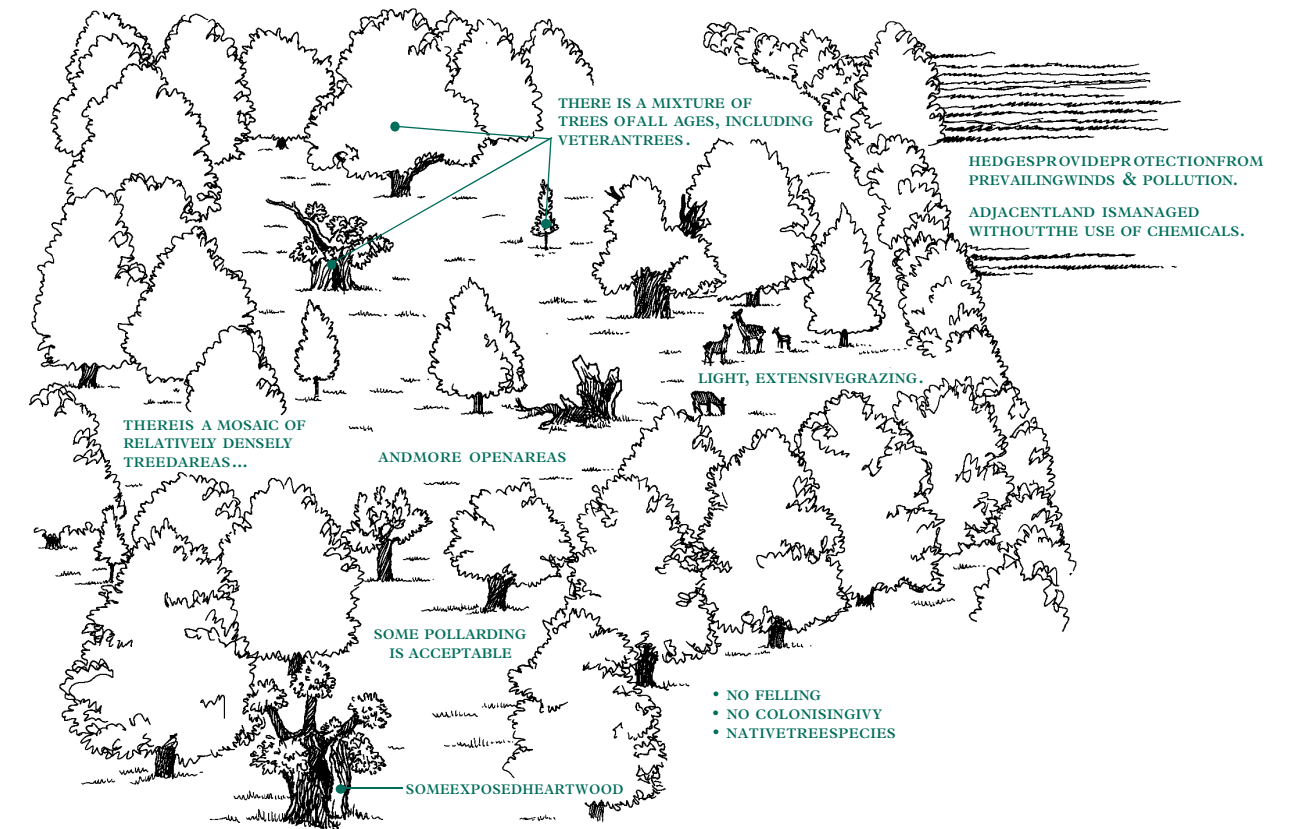 THERE IS A MIXTURE OF
TREES OFALL AGES, INCLUDING
VETERANTREES.
HEDGESPROVIDEPROTECTIONFROM
PREVAILINGWINDS & POLLUTION.
ADJACENTLAND ISMANAGED
WITHOUTTHE USE OF CHEMICALS.
LIGHT, EXTENSIVEGRAZING.
THEREIS A MOSAIC OF
RELATIVELY DENSELY
TREEDAREAS...
ANDMORE OPENAREAS
SOME POLLARDING
IS ACCEPTABLE
• NO FELLING
• NO COLONISINGIVY
• NATIVETREESPECIES
SOMEEXPOSEDHEARTWOOD